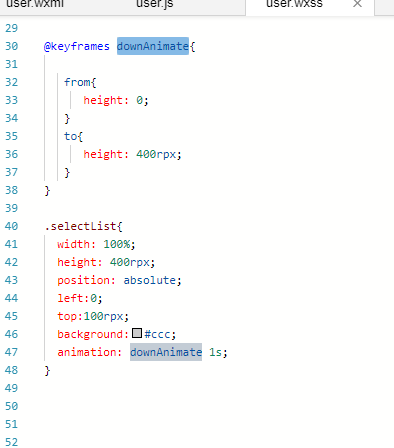 user.wxml user.js user.wxss ×
29
30 @keyframes downAnimate{
31
32 from{
33 height: 0;
34 }
35 to{
36 height: 400rpx;
37 }
38 }
39
40 .selectList{
41 width: 100%;
42 height: 400rpx;
43 position: absolute;
44 left:0;
45 top:100rpx;
46 background: #ccc;
47 animation: downAnimate 1s;
48 }
49
50
51
52